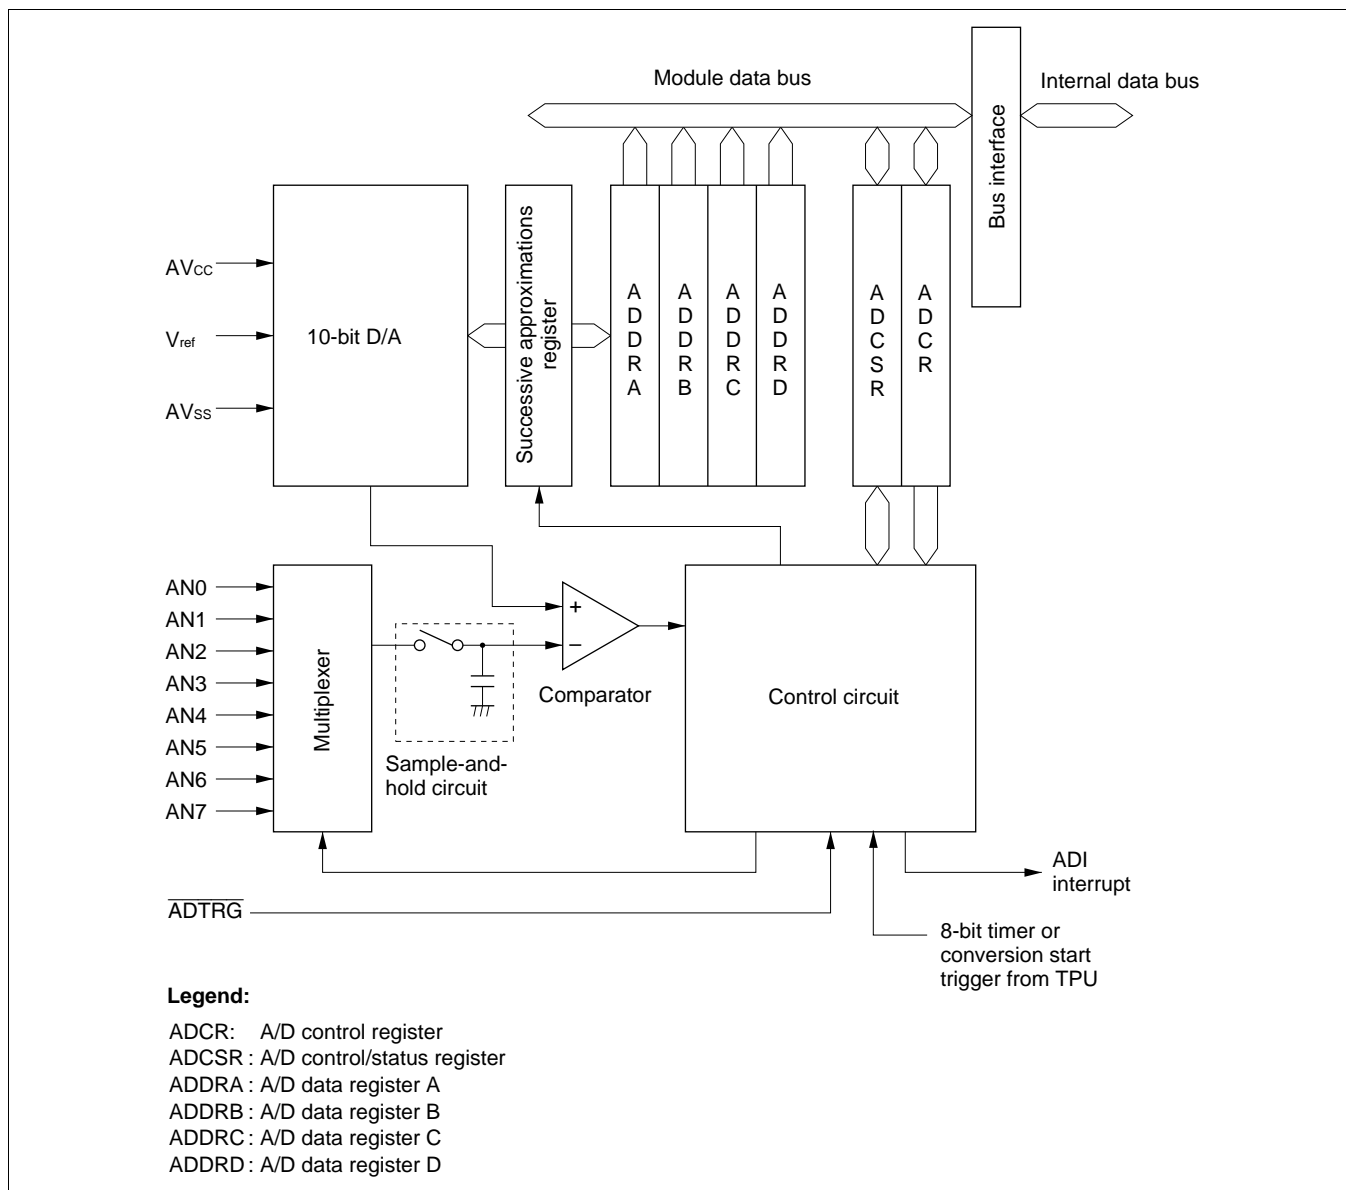 Module data bus
Internal data bus
Bus interface
AVCC
Vref
AVSS
10-bit D/A
Successive approximations
register
ADDRA
ADDRB
ADDRC
ADDRD
ADCSR
ADCR
AN0
AN1
AN2
AN3
AN4
AN5
AN6
AN7
Multiplexer
+
−
Comparator
Sample-and-
hold circuit
Control circuit
ADI
interrupt
ADTRG
8-bit timer or
conversion start
trigger from TPU
Legend:
ADCR: A/D control register
ADCSR : A/D control/status register
ADDRA : A/D data register A
ADDRB : A/D data register B
ADDRC : A/D data register C
ADDRD : A/D data register D